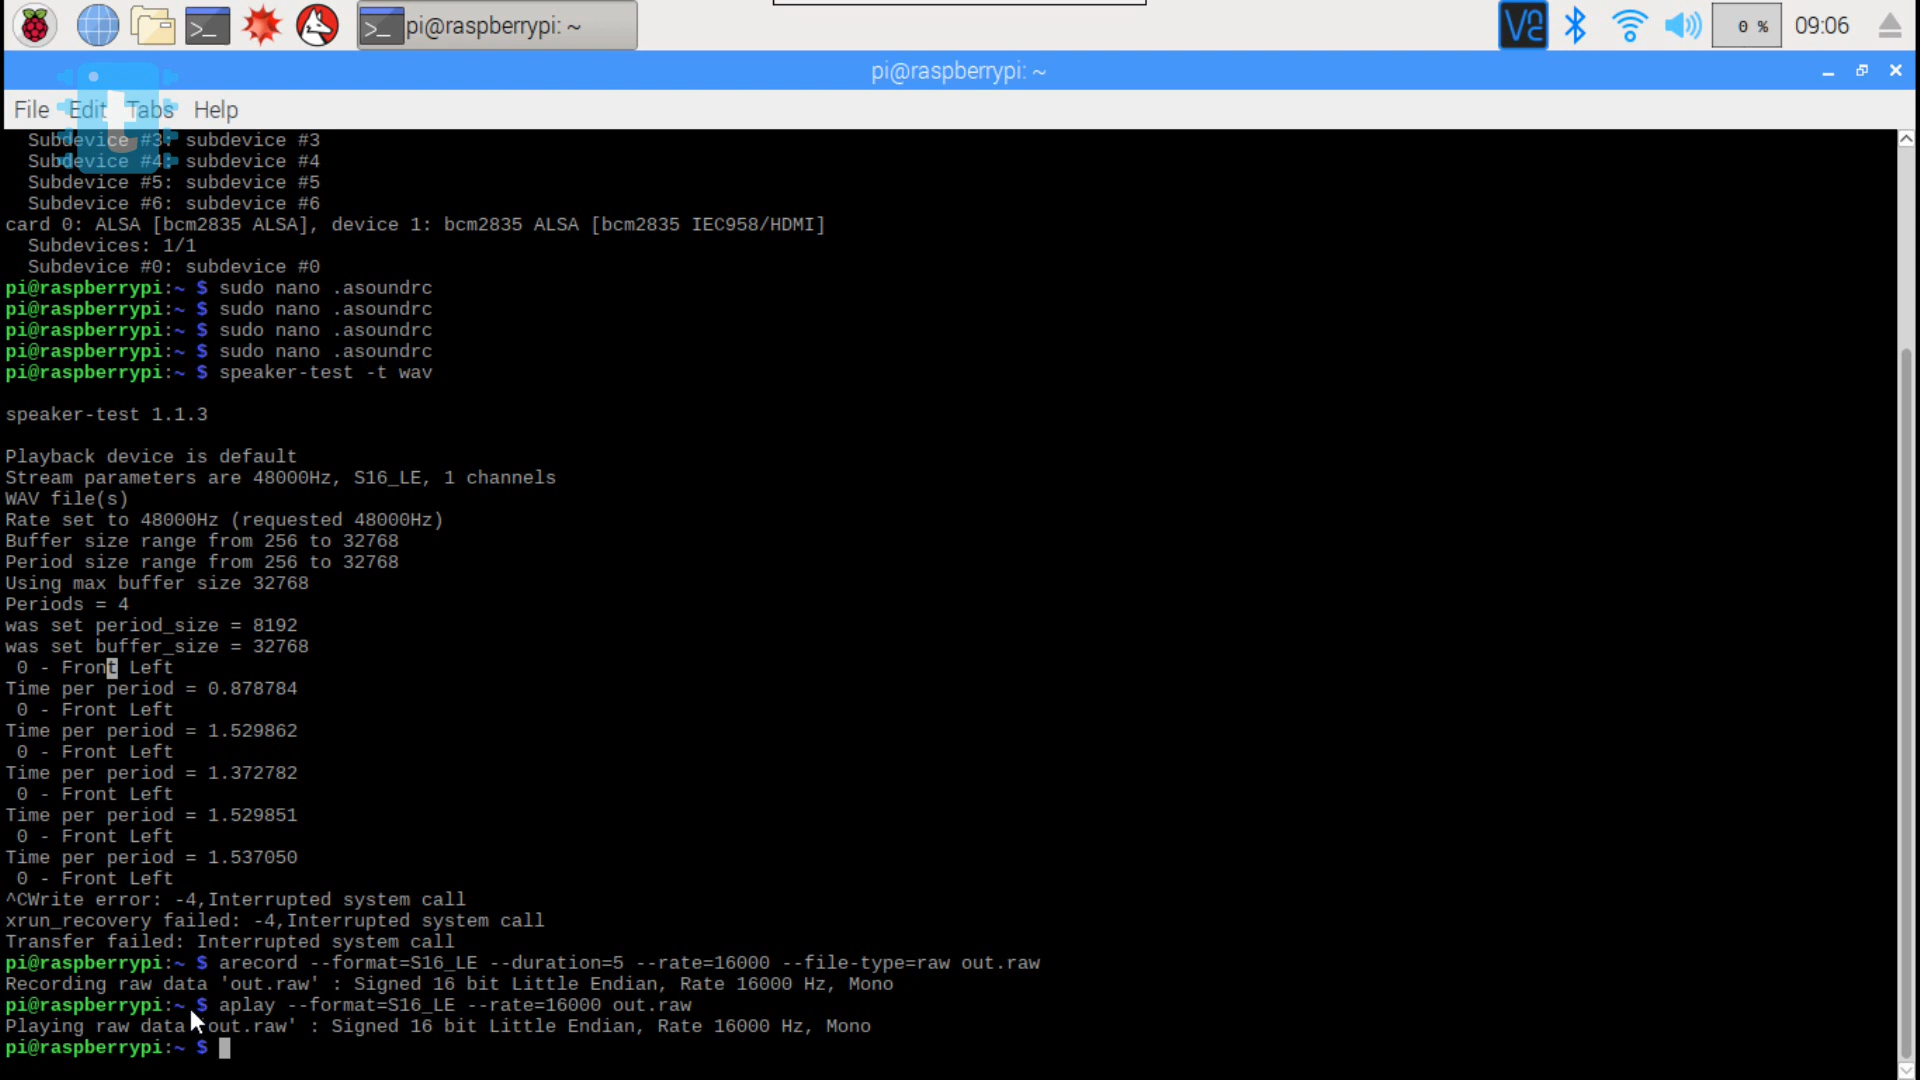 pi@raspberrypi: ~
0 %
09:06
pi@raspberrypi: ~
File Edit Tabs Help
Subdevice #3: subdevice #3
Subdevice #4: subdevice #4
Subdevice #5: subdevice #5
Subdevice #6: subdevice #6
card 0: ALSA [bcm2835 ALSA], device 1: bcm2835 ALSA [bcm2835 IEC958/HDMI]
Subdevices: 1/1
Subdevice #0: subdevice #0
pi@raspberrypi:~ $ sudo nano .asoundrc
pi@raspberrypi:~ $ sudo nano .asoundrc
pi@raspberrypi:~ $ sudo nano .asoundrc
pi@raspberrypi:~ $ sudo nano .asoundrc
pi@raspberrypi:~ $ speaker-test -t wav
speaker-test 1.1.3
Playback device is default
Stream parameters are 48000Hz, S16_LE, 1 channels
WAV file(s)
Rate set to 48000Hz (requested 48000Hz)
Buffer size range from 256 to 32768
Period size range from 256 to 32768
Using max buffer size 32768
Periods = 4
was set period_size = 8192
was set buffer_size = 32768
0 - Front Left
Time per period = 0.878784
0 - Front Left
Time per period = 1.529862
0 - Front Left
Time per period = 1.372782
0 - Front Left
Time per period = 1.529851
0 - Front Left
Time per period = 1.537050
0 - Front Left
^CWrite error: -4,Interrupted system call
xrun_recovery failed: -4,Interrupted system call
Transfer failed: Interrupted system call
pi@raspberrypi:~ $ arecord --format=S16_LE --duration=5 --rate=16000 --file-type=raw out.raw
Recording raw data 'out.raw' : Signed 16 bit Little Endian, Rate 16000 Hz, Mono
pi@raspberrypi:~ $ aplay --format=S16_LE --rate=16000 out.raw
Playing raw data 'out.raw' : Signed 16 bit Little Endian, Rate 16000 Hz, Mono
pi@raspberrypi:~ $